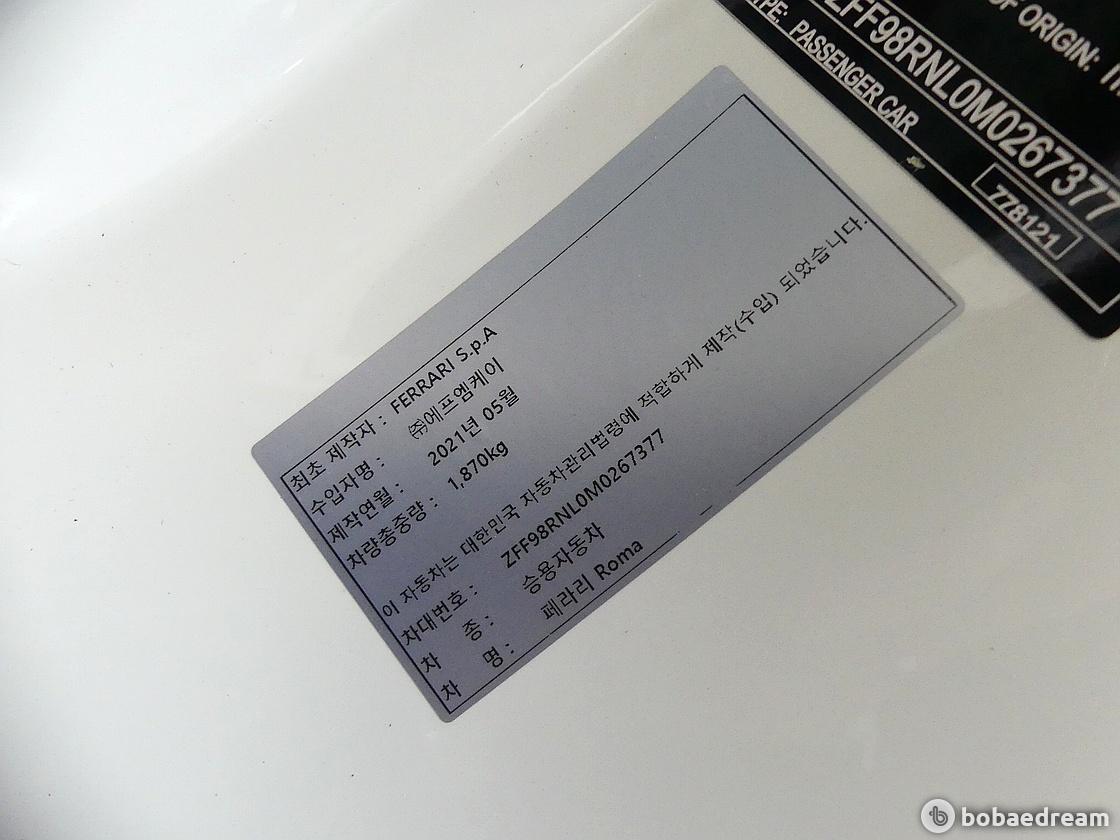 OF ORIGIN:
ZFF98RNL0M0267377
TYPE: PASSENGER CAR
778121
최초 제작자 : FERRARI S.p.A
수입자명 : ㈜에프엠케이
제작연월 : 2021년 05월
차량총중량 : 1,870kg
이 자동차는 대한민국 자동차관리법령에 적합하게 제작(수입) 되었습니다.
차대번호 : ZFF98RNL0M0267377
차 종 : 승용자동차
차 명 : 페라리 Roma
bobaedream